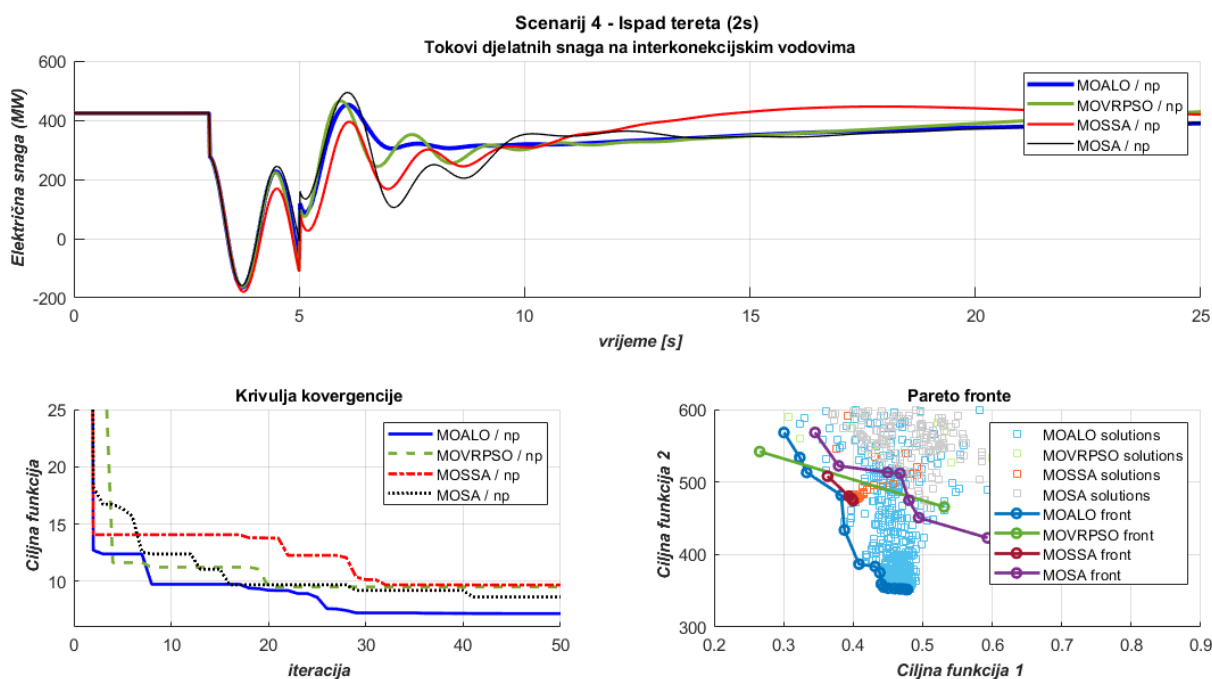 Scenarij 4 - Ispad tereta (2s)
Tokovi djelatnih snaga na interkonekcijskim vodovima
Električna snaga (MW)
600
400
200
0
-200
0
5
10
15
20
25
vrijeme [s]
MOALO / np
MOVRPSO / np
MOSSA / np
MOSA / np
Krivulja kovergencije
Ciljna funkcija
25
20
15
10
0
10
20
30
40
50
iteracija
MOALO / np
MOVRPSO / np
MOSSA / np
MOSA / np
Pareto fronte
Ciljna funkcija 2
600
500
400
300
0.2
0.3
0.4
0.5
0.6
0.7
0.8
0.9
Ciljna funkcija 1
MOALO solutions
MOVRPSO solutions
MOSSA solutions
MOSA solutions
MOALO front
MOVRPSO front
MOSSA front
MOSA front